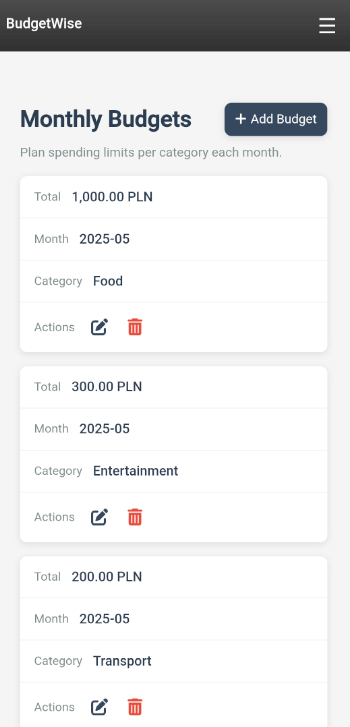 BudgetWise
Monthly Budgets
+ Add Budget
Plan spending limits per category each month.
Total 1,000.00 PLN
Month 2025-05
Category Food
Actions
Total 300.00 PLN
Month 2025-05
Category Entertainment
Actions
Total 200.00 PLN
Month 2025-05
Category Transport
Actions